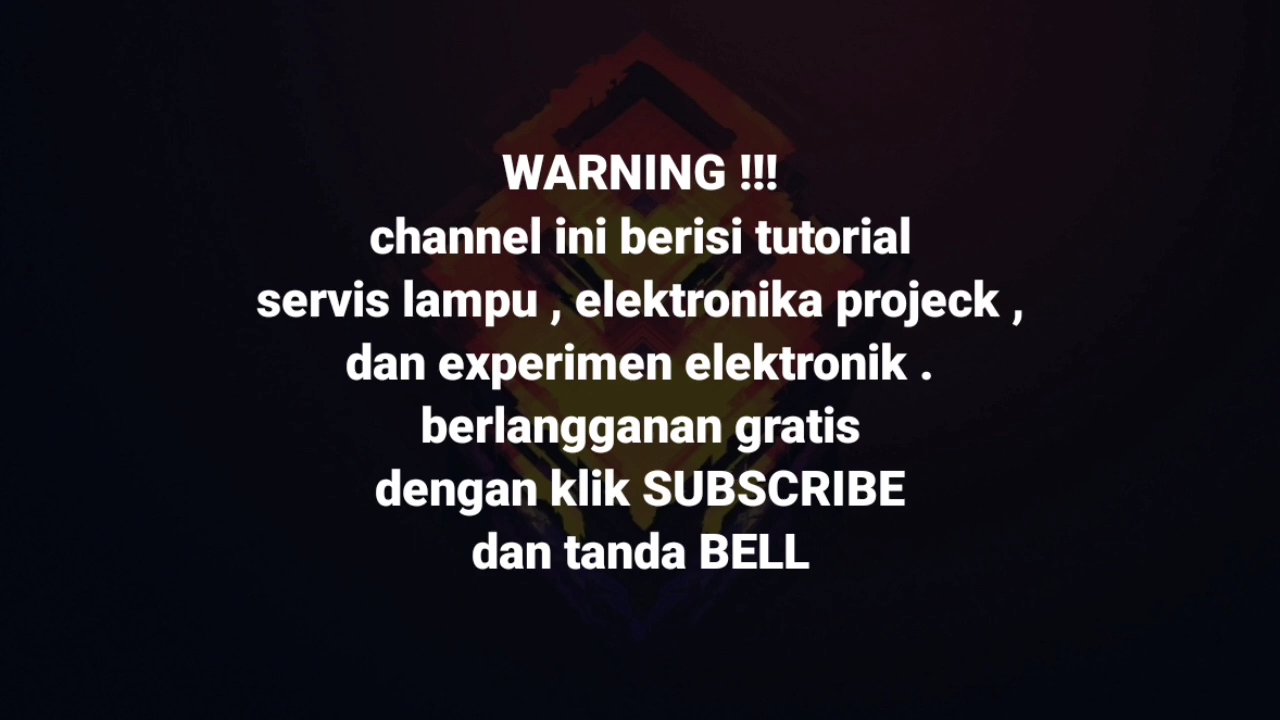 WARNING !!!
channel ini berisi tutorial
servis lampu , elektronika projeck ,
dan experimen elektronik .
berlangganan gratis
dengan klik SUBSCRIBE
dan tanda BELL